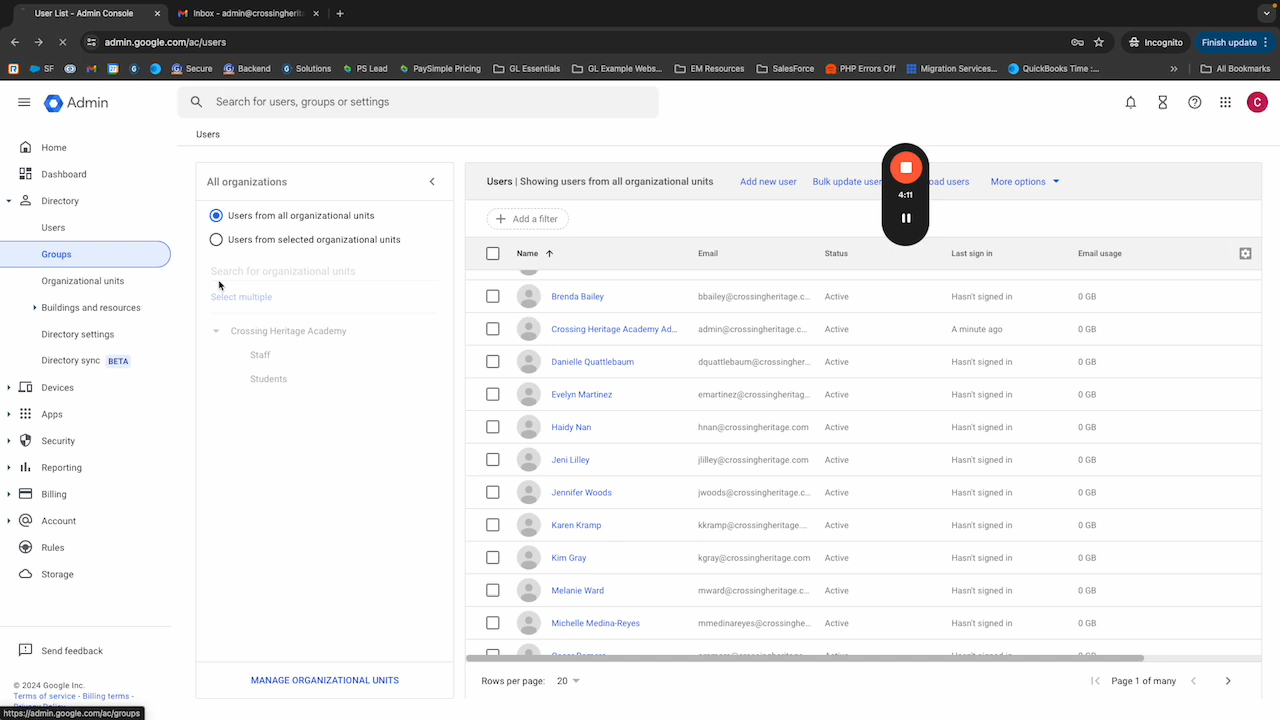 User List - Admin Console
Inbox - admin@crossingherit
admin.google.com/ac/users
Incognito
Finish update
SF
Secure
Backend
Solutions
PS Lead
PaySimple Pricing
GL Essentials
GL Example Web...
EM Resources
SalesForce
PHP Errors Off
Migration Services...
QuickBooks Time :...
All Bookmarks
Admin
Search for users, groups or settings
C
Users
Home
Dashboard
Directory
Users
Groups
Organizational units
Buildings and resources
Directory settings
Directory sync BETA
Devices
Apps
Security
Reporting
Billing
Account
Rules
Storage
Send feedback
© 2024 Google Inc.
Terms of service - Billing terms -
https://admin.google.com/ac/groups
All organizations
Users from all organizational units
Users from selected organizational units
Search for organizational units
Select multiple
Crossing Heritage Academy
Staff
Students
MANAGE ORGANIZATIONAL UNITS
Users | Showing users from all organizational units
Add new user
Bulk update user
oad users
More options
4:11
Add a filter
Name Email Status Last sign in Email usage
Brenda Bailey bbailey@crossingheritage.c... Active Hasn't signed in 0 GB
Crossing Heritage Academy Ad... admin@crossingheritage.c... Active A minute ago 0 GB
Danielle Quattlebaum dquattlebaum@crossingher... Active Hasn't signed in 0 GB
Evelyn Martinez emartinez@crossingheritag... Active Hasn't signed in 0 GB
Haidy Nan hnan@crossingheritage.com Active Hasn't signed in 0 GB
Jeni Lilley jlilley@crossingheritage.com Active Hasn't signed in 0 GB
Jennifer Woods jwoods@crossingheritage.c... Active Hasn't signed in 0 GB
Karen Kramp kkramp@crossingheritage.... Active Hasn't signed in 0 GB
Kim Gray kgray@crossingheritage.com Active Hasn't signed in 0 GB
Melanie Ward mward@crossingheritage.c... Active Hasn't signed in 0 GB
Michelle Medina-Reyes mmedinareyes@crossinghe... Active Hasn't signed in 0 GB
Rows per page: 20
Page 1 of many